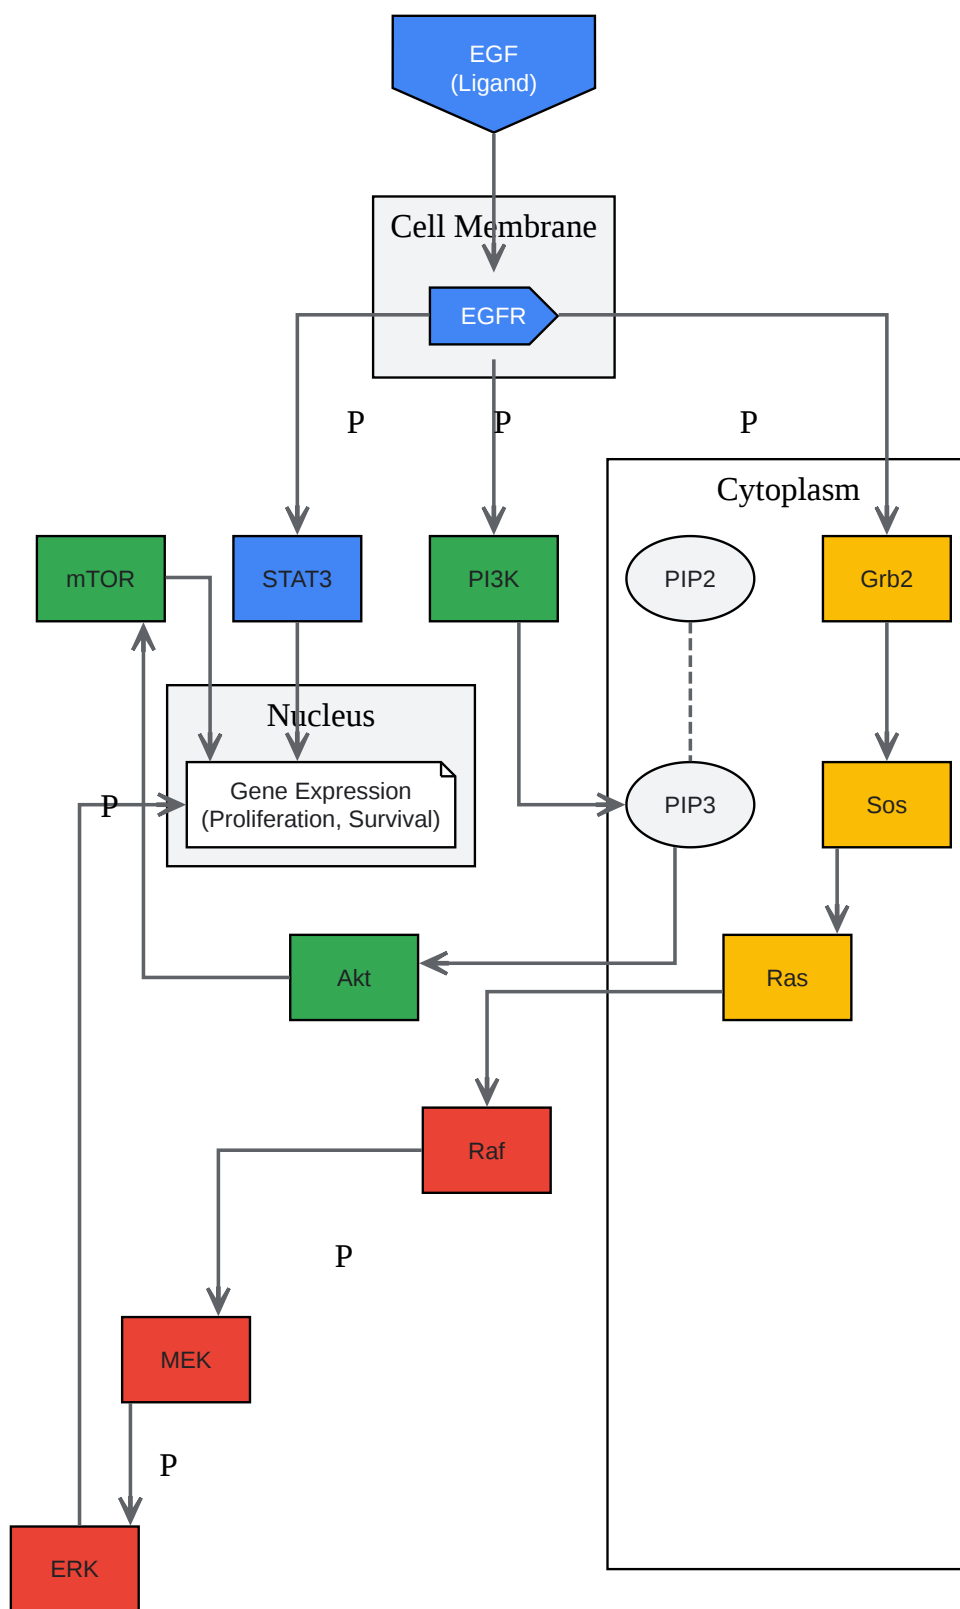 EGF
(Ligand)
Cell Membrane
EGFR
P
P
P
Cytoplasm
mTOR
STAT3
PI3K
PIP2
Grb2
Nucleus
Gene Expression
(Proliferation, Survival)
P
PIP3
Sos
Akt
Ras
Raf
P
MEK
P
ERK